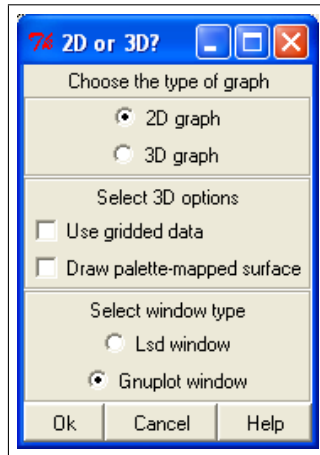 2D or 3D?
Choose the type of graph
2D graph
3D graph
Select 3D options
Use gridded data
Draw palette-mapped surface
Select window type
Lsd window
Gnuplot window
Ok Cancel Help